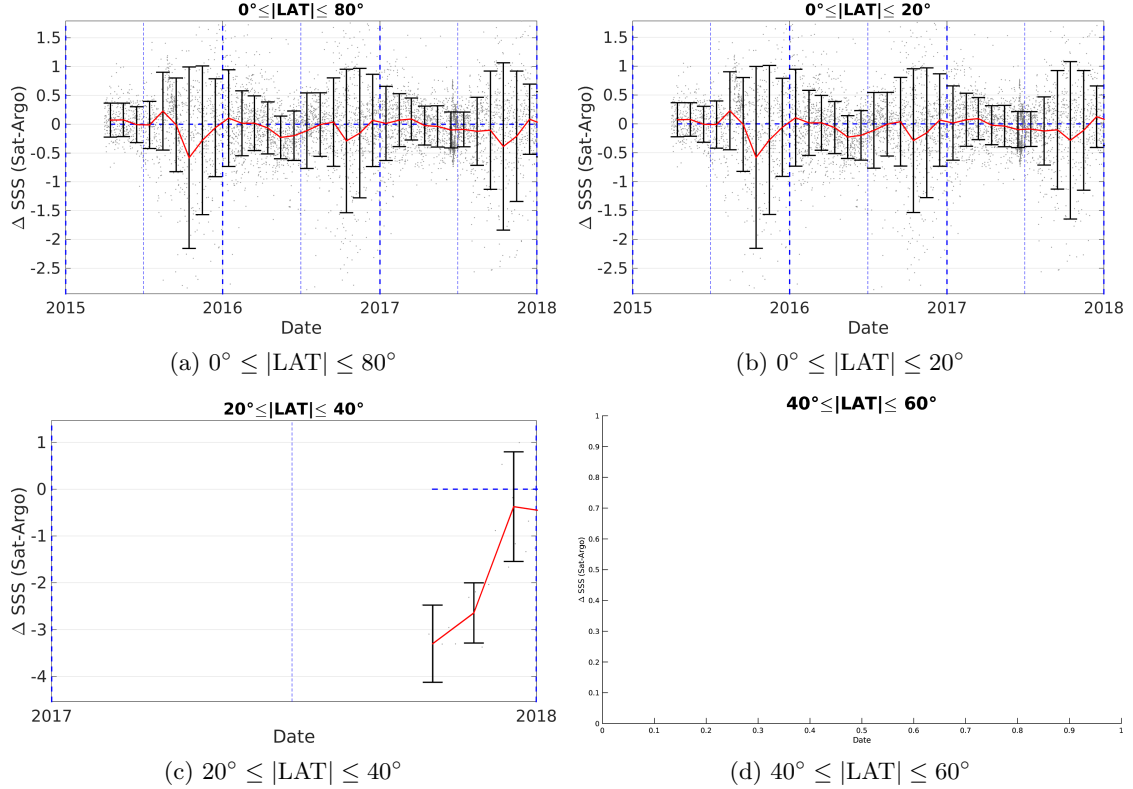 0°≤|LAT|≤ 80°
Δ SSS (Sat-Argo)
1.5
1
0.5
0
-0.5
-1
-1.5
-2
-2.5
2015 2016 2017 2018
Date
(a) 0° ≤ |LAT| ≤ 80°
0°≤|LAT|≤ 20°
Δ SSS (Sat-Argo)
1.5
1
0.5
0
-0.5
-1
-1.5
-2
-2.5
2015 2016 2017 2018
Date
(b) 0° ≤ |LAT| ≤ 20°
20°≤|LAT|≤ 40°
Δ SSS (Sat-Argo)
1
0
-1
-2
-3
-4
2017 2018
Date
(c) 20° ≤ |LAT| ≤ 40°
40°≤|LAT|≤ 60°
Δ SSS (Sat-Argo)
1
0.9
0.8
0.7
0.6
0.5
0.4
0.3
0.2
0.1
0
0 0.1 0.2 0.3 0.4 0.5 0.6 0.7 0.8 0.9 1
Date
(d) 40° ≤ |LAT| ≤ 60°